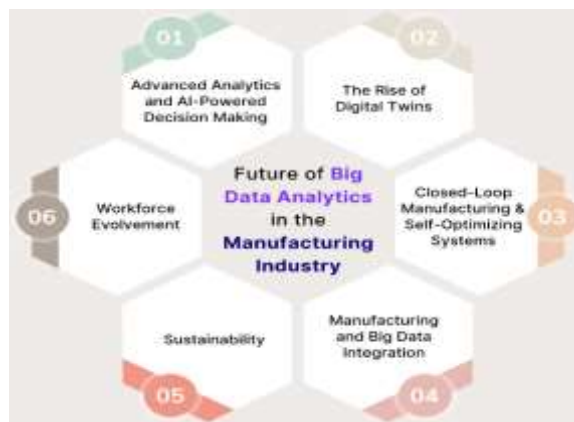 01
Advanced Analytics
and AI-Powered
Decision Making
02
The Rise of
Digital Twins
Future of Big
Data Analytics
in the
Manufacturing
Industry
Closed-Loop
Manufacturing &
Self-Optimizing
Systems
03
06
Workforce
Evolvement
Sustainability
05
Manufacturing
and Big Data
Integration
04